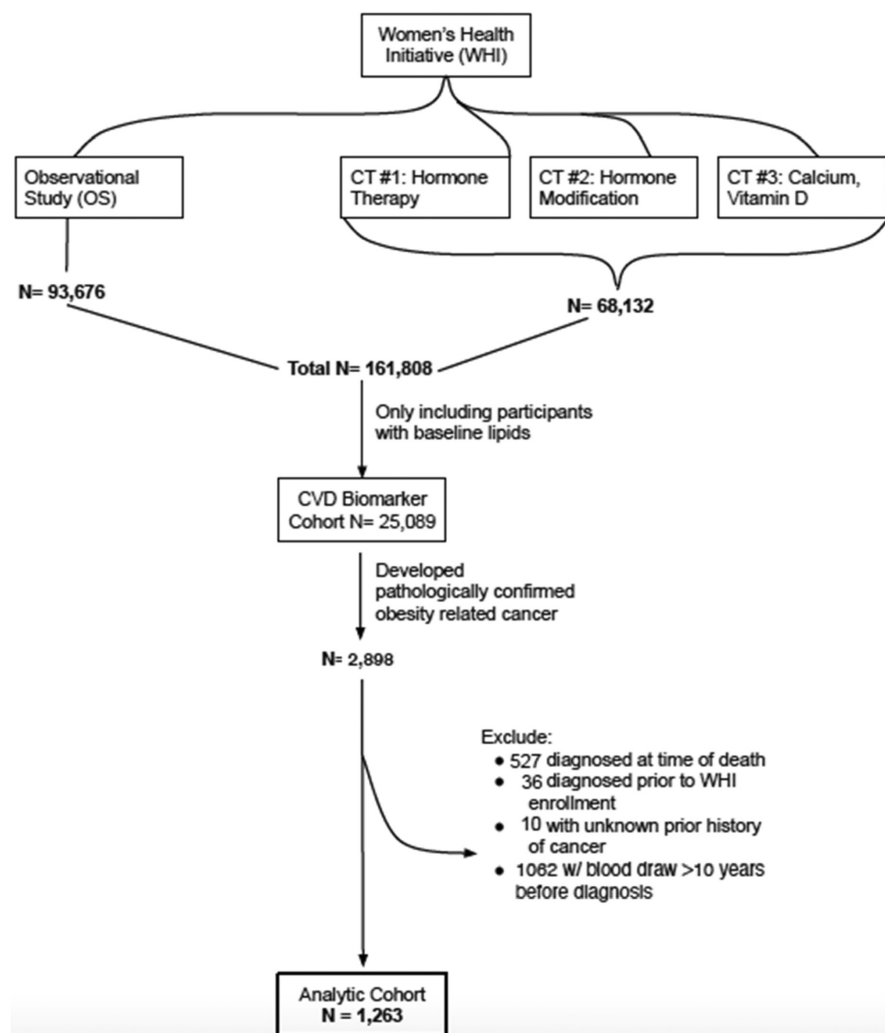 Women's Health
Initiative (WHI)
Observational
Study (OS)
CT #1: Hormone
Therapy
CT #2: Hormone
Modification
CT #3: Calcium,
Vitamin D
N= 93,676
N= 68,132
Total N= 161,808
Only including participants
with baseline lipids
CVD Biomarker
Cohort N= 25,089
Developed
pathologically confirmed
obesity related cancer
N= 2,898
Exclude:
● 527 diagnosed at time of death
● 36 diagnosed prior to WHI
enrollment
● 10 with unknown prior history
of cancer
● 1062 w/ blood draw >10 years
before diagnosis
Analytic Cohort
N = 1,263